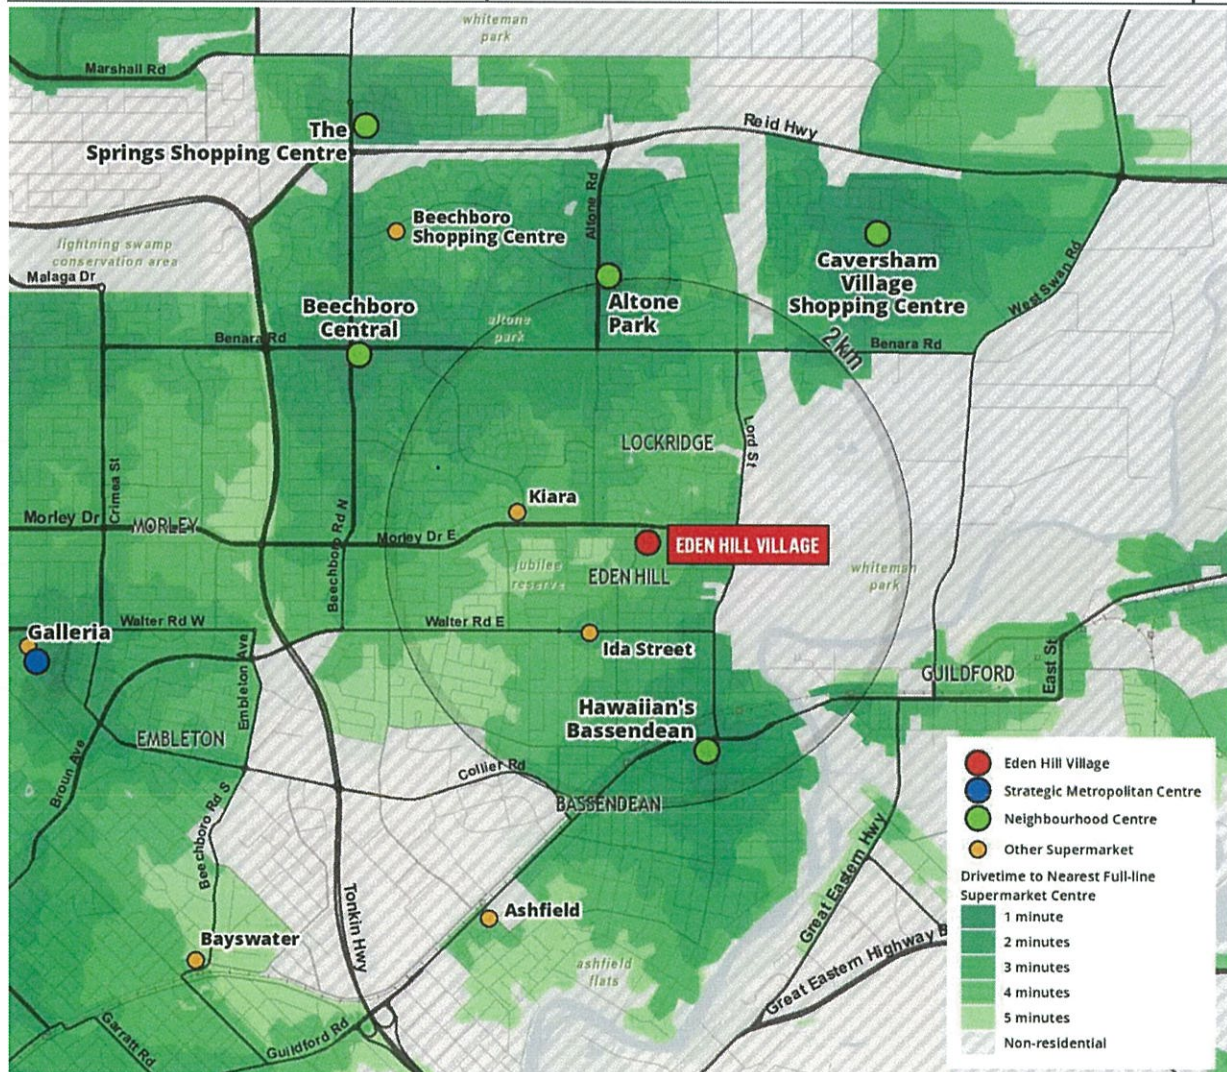 whiteman
park
Marshall Rd
The
Springs Shopping Centre
Reid Hwy
Altone Rd
Beechboro
Shopping Centre
lightning swamp
conservation area
Malaga Dr
Caversham
Village
Shopping Centre
West Swan Rd
Beechboro
Central
Altone
Park
altone
park
Benara Rd
2km
Benara Rd
LOCKRIDGE
Lord St
Crimea St
Kiara
Morley Dr
MORLEY
Beechboro Rd N
Morley Dr E
EDEN HILL VILLAGE
jubilee
reserve
EDEN HILL
whiteman
park
Walter Rd W
Walter Rd E
Galleria
Embleton Ave
Ida Street
GUILDFORD
East St
Hawaiian's
Bassendean
EMBLETON
Broun Ave
Collier Rd
BASSENDEAN
Beechboro Rd S
Great Eastern Hwy
Tonkin Hwy
Ashfield
Bayswater
ashfield
flats
Great Eastern Highway B
Garratt Rd
Guildford Rd
Eden Hill Village
Strategic Metropolitan Centre
Neighbourhood Centre
Other Supermarket
Drivetime to Nearest Full-line
Supermarket Centre
1 minute
2 minutes
3 minutes
4 minutes
5 minutes
Non-residential